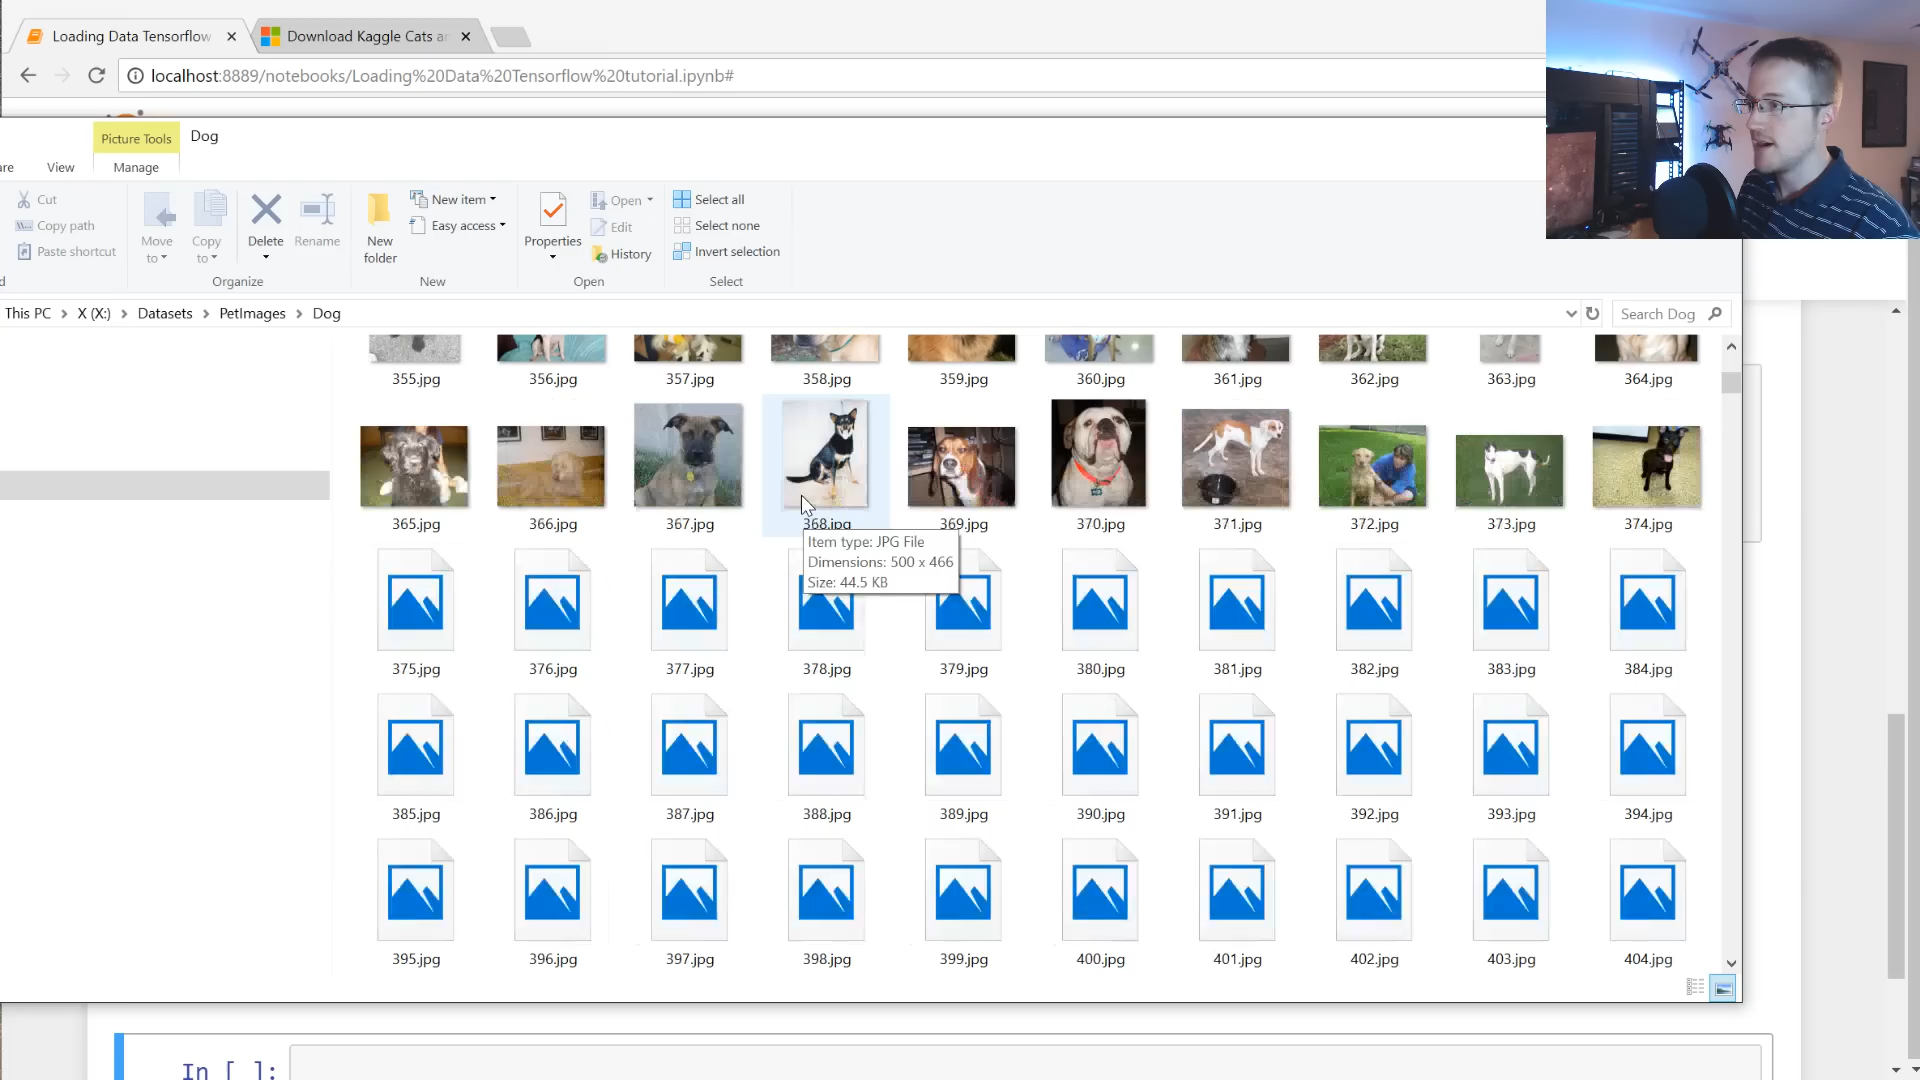 Loading Data Tensorflow
Download Kaggle Cats a
localhost:8889/notebooks/Loading%20Data%20Tensorflow%20tutorial.ipynb#
Picture Tools
Dog
View
Manage
Cut
Copy path
Paste shortcut
Move to
Copy to
Delete
Rename
New folder
New item
Easy access
Properties
Open
Edit
History
Select all
Select none
Invert selection
Organize
New
Open
Select
This PC > X (X:) > Datasets > PetImages > Dog
Search Dog
355.jpg 356.jpg 357.jpg 358.jpg 359.jpg 360.jpg 361.jpg 362.jpg 363.jpg 364.jpg
365.jpg 366.jpg 367.jpg 368.jpg 369.jpg 370.jpg 371.jpg 372.jpg 373.jpg 374.jpg
Item type: JPG File
Dimensions: 500 x 466
Size: 44.5 KB
375.jpg 376.jpg 377.jpg 378.jpg 379.jpg 380.jpg 381.jpg 382.jpg 383.jpg 384.jpg
385.jpg 386.jpg 387.jpg 388.jpg 389.jpg 390.jpg 391.jpg 392.jpg 393.jpg 394.jpg
395.jpg 396.jpg 397.jpg 398.jpg 399.jpg 400.jpg 401.jpg 402.jpg 403.jpg 404.jpg
In [ ]: